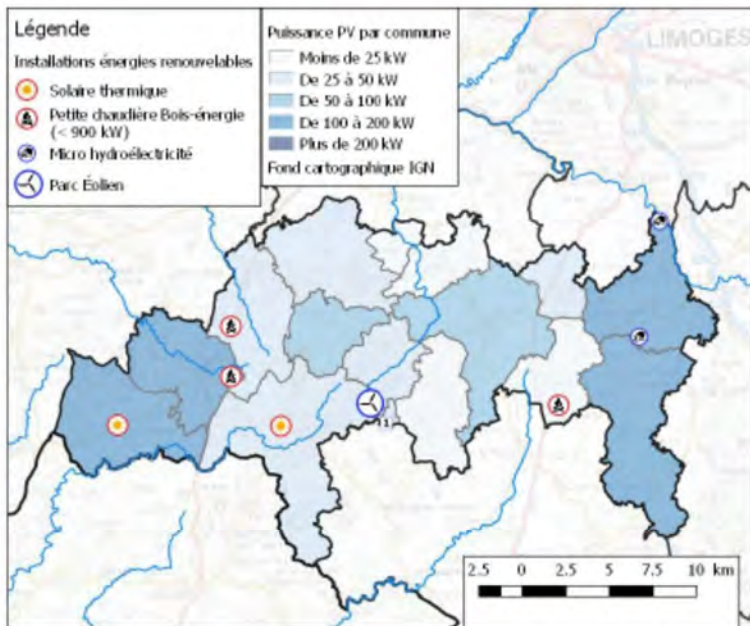 Légende
Installations énergies renouvelables
Solaire thermique
Petite chaudière Bois-énergie
(< 900 kW)
Micro hydroélectricité
Parc Éolien
Puissance PV par commune
Moins de 25 kW
De 25 à 50 kW
De 50 à 100 kW
De 100 à 200 kW
Plus de 200 kW
Fond cartographique IGN
LIMOGES
2.5 0 2.5 5 7.5 10 km